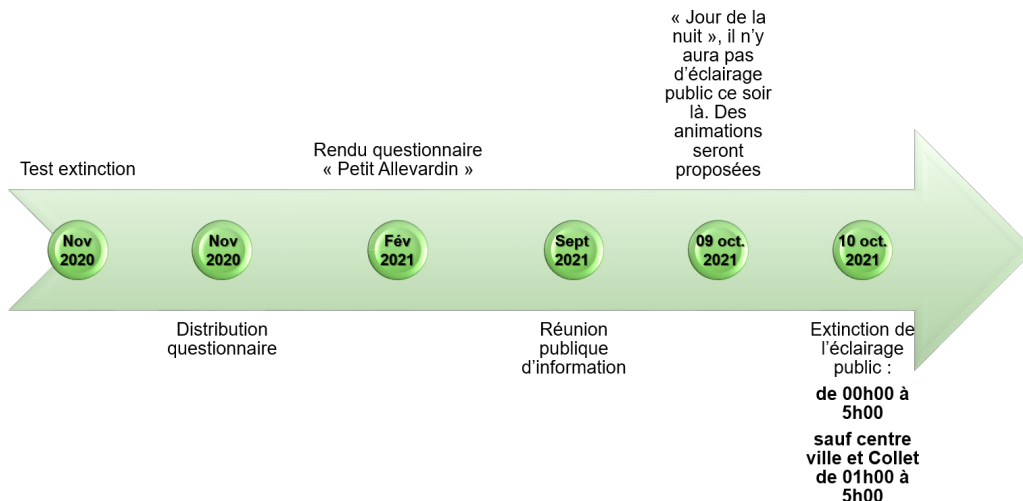 Test extinction
Nov
2020
Nov
2020
Distribution
questionnaire
Rendu questionnaire
« Petit Allevardin »
Fév
2021
Sept
2021
Réunion
publique
d’information
« Jour de la
nuit », il n’y
aura pas
d’éclairage
public ce soir
là. Des
animations
seront
proposées
09 oct.
2021
10 oct.
2021
Extinction de
l’éclairage
public :
de 00h00 à
5h00
sauf centre
ville et Collet
de 01h00 à
5h00